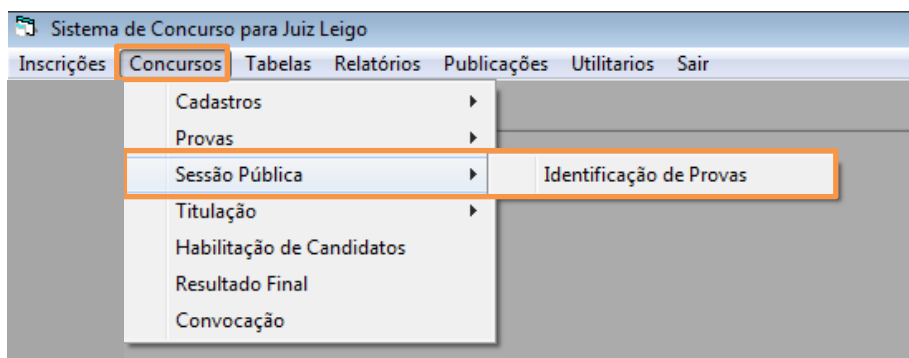 Sistema de Concurso para Juiz Leigo
Inscrições Concursos Tabelas Relatórios Publicações Utilitarios Sair
Cadastros
Provas
Sessão Pública Identificação de Provas
Titulação
Habilitação de Candidatos
Resultado Final
Convocação